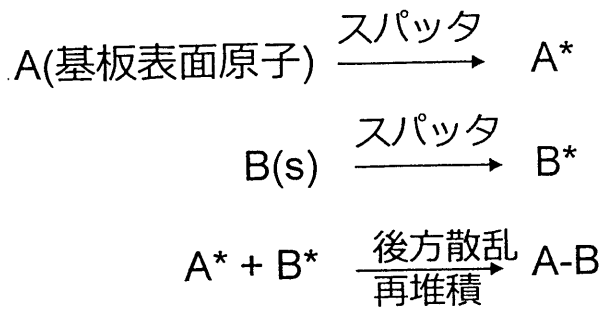 スパッタ
A(基板表面原子) → A*
スパッタ
B(s) → B*
後方散乱
A* + B* → A-B
再堆積